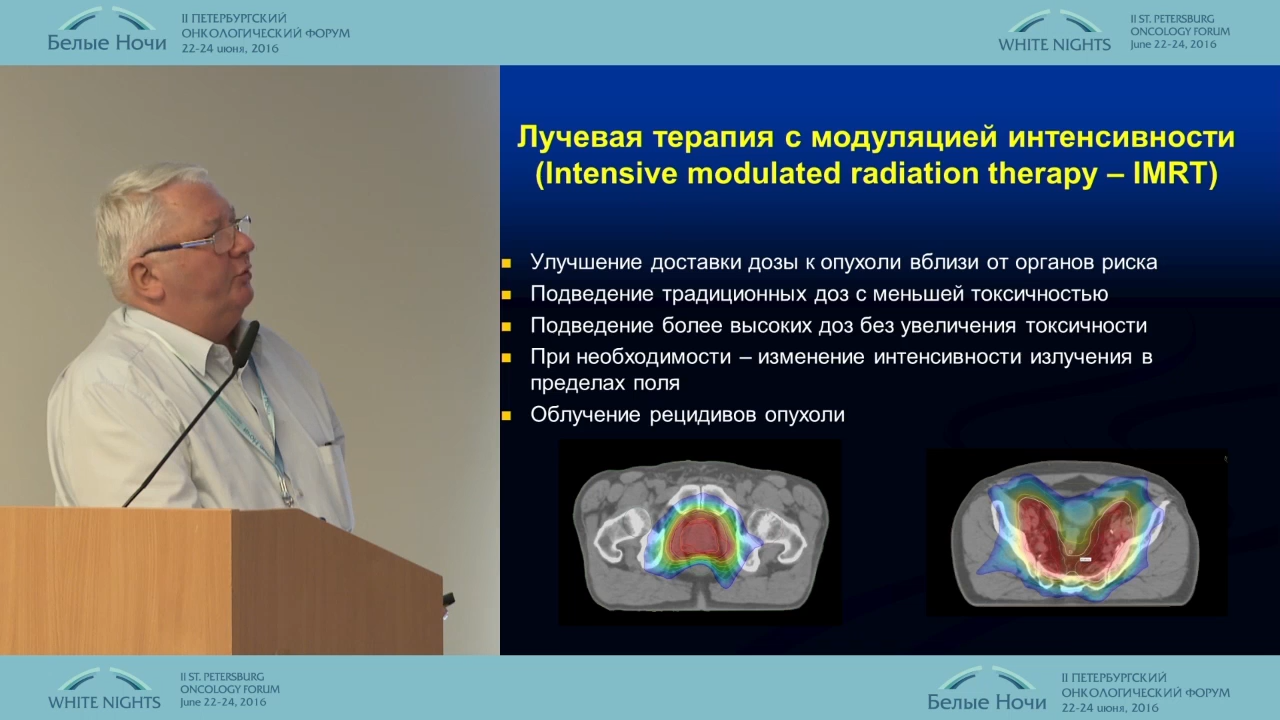 II ПЕТЕРБУРГСКИЙ
ОНКОЛОГИЧЕСКИЙ ФОРУМ
Белые Ночи
22-24 июня, 2016
II ST. PETERSBURG
ONCOLOGY FORUM
WHITE NIGHTS
June 22-24, 2016
Лучевая терапия с модуляцией интенсивности
(Intensive modulated radiation therapy – IMRT)
Улучшение доставки дозы к опухоли вблизи от органов риска
Подведение традиционных доз с меньшей токсичностью
Подведение более высоких доз без увеличения токсичности
При необходимости – изменение интенсивности излучения в
пределах поля
Облучение рецидивов опухоли
II ST. PETERSBURG
ONCOLOGY FORUM
WHITE NIGHTS
June 22-24, 2016
II ПЕТЕРБУРГСКИЙ
ОНКОЛОГИЧЕСКИЙ ФОРУМ
Белые Ночи
22-24 июня, 2016